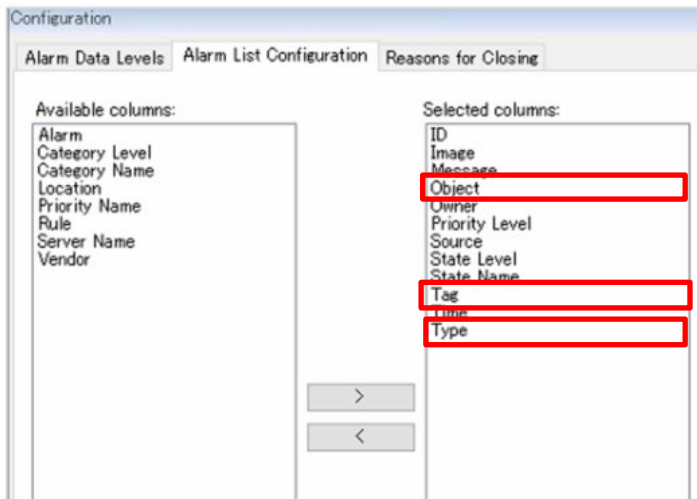 Configuration
Alarm Data Levels
Alarm List Configuration
Reasons for Closing
Available columns:
Alarm
Category Level
Category Name
Location
Priority Name
Rule
Server Name
Vendor
>
<
Selected columns:
ID
Image
Message
Object
Owner
Priority Level
Source
State Level
State Name
Tag
Time
Type